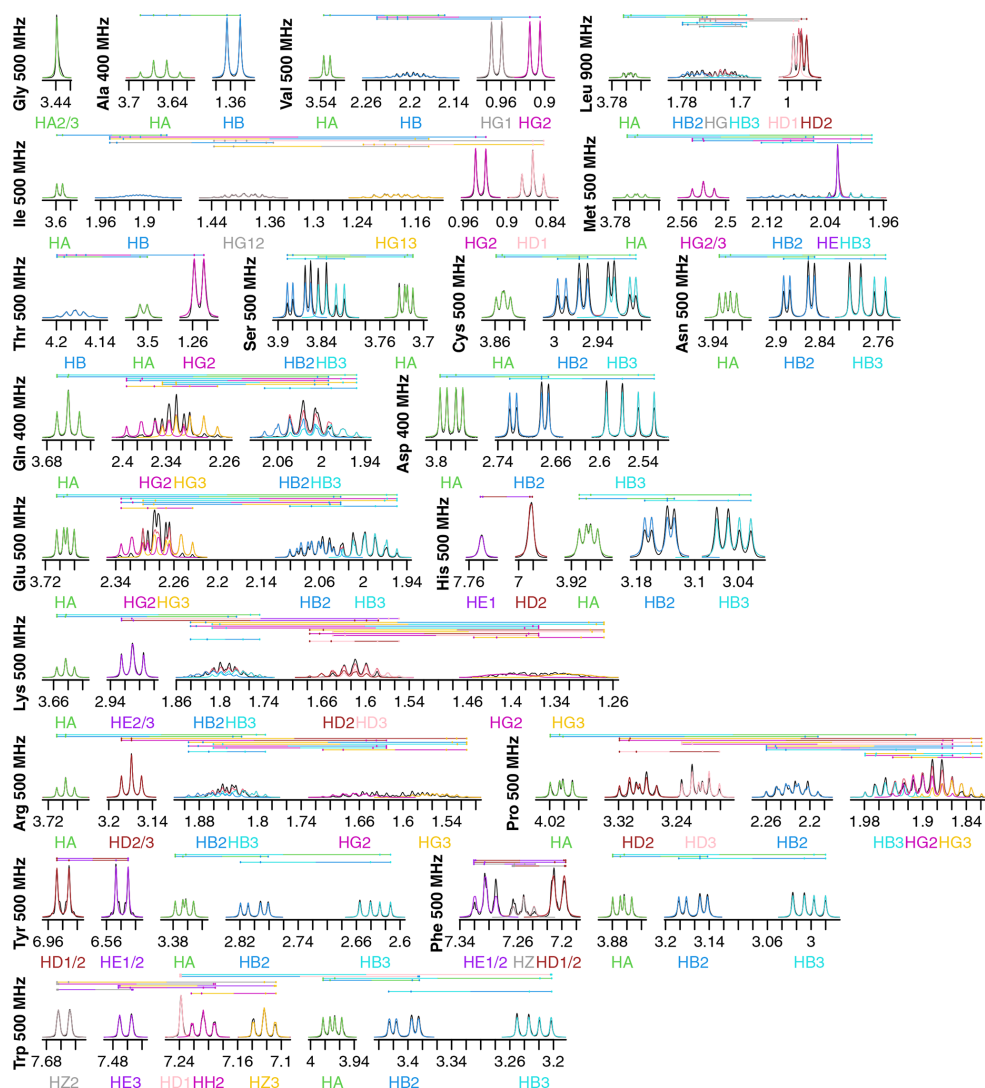 Gly 500 MHz
3.44
HA2/3
Ala 400 MHz
3.7 3.64 1.36
HA HB
Val 500 MHz
3.54 2.26 2.2 2.14 0.96 0.9
HA HB HG1 HG2
Leu 900 MHz
3.78 1.78 1.7 1
HA HB2 HG HB3 HD1 HD2
Ile 500 MHz
3.6 1.96 1.9 1.44 1.36 1.3 1.24 1.16 0.96 0.9 0.84
HA HB HG12 HG13 HG2 HD1
Met 500 MHz
3.78 2.56 2.5 2.12 2.04 1.96
HA HG2/3 HB2 HE HB3
Thr 500 MHz
4.2 4.14 3.5 1.26
HB HA HG2
Ser 500 MHz
3.9 3.84 3.76 3.7
HB2 HB3 HA
Cys 500 MHz
3.86 3 2.94
HA HB2 HB3
Asn 500 MHz
3.94 2.9 2.84 2.76
HA HB2 HB3
Gln 400 MHz
3.68 2.4 2.34 2.26 2.06 2 1.94
HA HG2 HG3 HB2 HB3
Asp 400 MHz
3.8 2.74 2.66 2.6 2.54
HA HB2 HB3
Glu 500 MHz
3.72 2.34 2.26 2.2 2.14 2.06 2 1.94
HA HG2 HG3 HB2 HB3
His 500 MHz
7.76 7 3.92 3.18 3.1 3.04
HE1 HD2 HA HB2 HB3
Lys 500 MHz
3.66 2.94 1.86 1.8 1.74 1.66 1.6 1.54 1.46 1.4 1.34 1.26
HA HE2/3 HB2 HB3 HD2 HD3 HG2 HG3
Arg 500 MHz
3.72 3.2 3.14 1.88 1.8 1.74 1.66 1.6 1.54
HA HD2/3 HB2 HB3 HG2 HG3
Pro 500 MHz
4.02 3.32 3.24 2.26 2.2 1.98 1.9 1.84
HA HD2 HD3 HB2 HB3 HG2 HG3
Tyr 500 MHz
6.96 6.56 3.38 2.82 2.74 2.66 2.6
HD1/2 HE1/2 HA HB2 HB3
Phe 500 MHz
7.34 7.26 7.2 3.88 3.2 3.14 3.06 3
HE1/2 HZ HD1/2 HA HB2 HB3
Trp 500 MHz
7.68 7.48 7.24 7.16 7.1 4 3.94 3.4 3.34 3.26 3.2
HZ2 HE3 HD1 HH2 HZ3 HA HB2 HB3